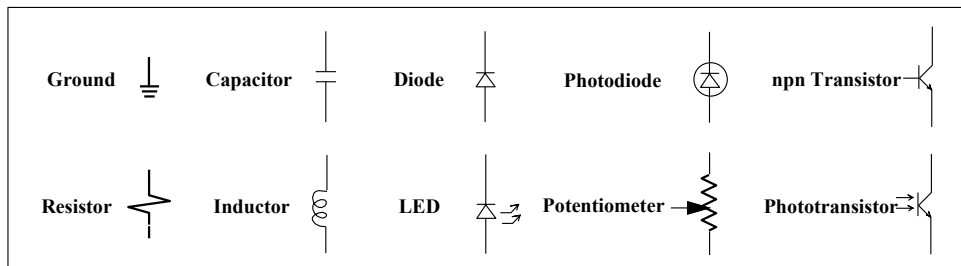 Ground Capacitor Diode Photodiode npn Transistor
Resistor Inductor LED Potentiometer Phototransistor